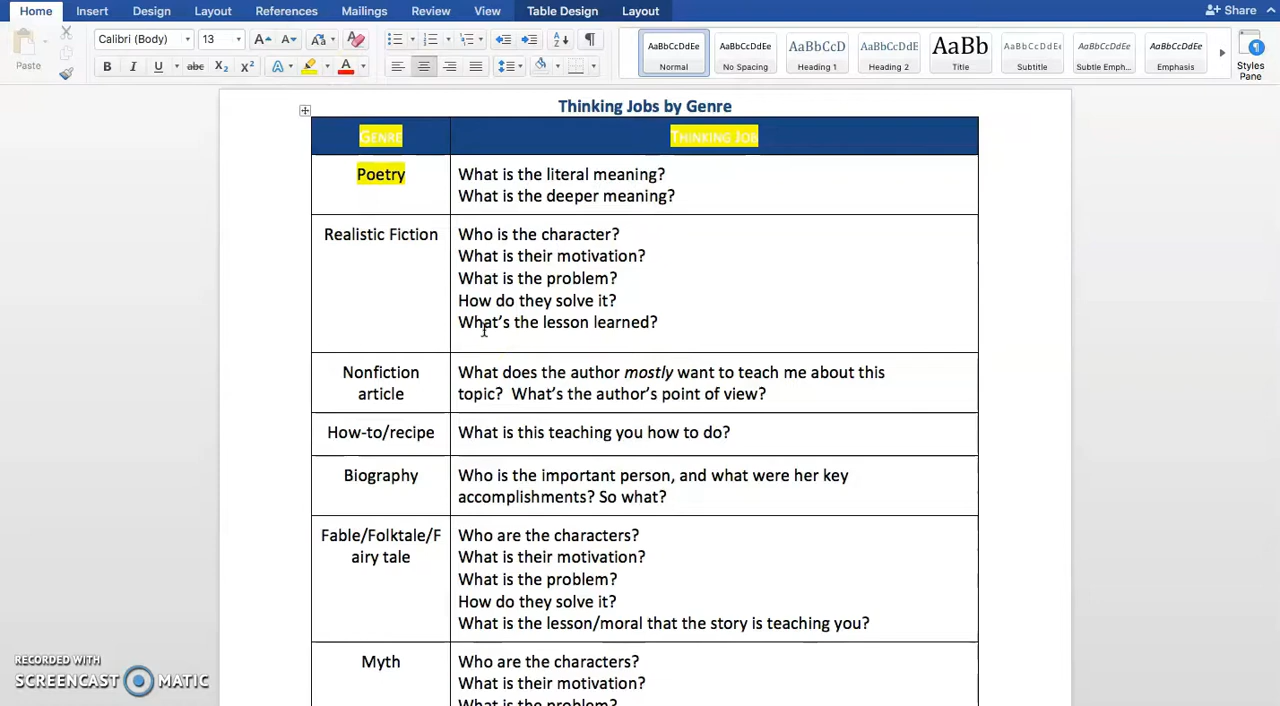 Home Insert Design Layout References Mailings Review View Table Design Layout Share
Paste Calibri (Body) 13 A A Aa A
B I U abc X₂ X² A A
AaBbCcDdEe AaBbCcDdEe AaBbCcD AaBbCcDdE AaBb AaBbCcDdEe AaBbCcDdEe AaBbCcDdEe
Normal No Spacing Heading 1 Heading 2 Title Subtitle Subtle Emph... Emphasis Styles Pane
Thinking Jobs by Genre
GENRE THINKING JOB
Poetry What is the literal meaning?
What is the deeper meaning?
Realistic Fiction Who is the character?
What is their motivation?
What is the problem?
How do they solve it?
What’s the lesson learned?
Nonfiction article What does the author mostly want to teach me about this
topic?  What’s the author’s point of view?
How-to/recipe What is this teaching you how to do?
Biography Who is the important person, and what were her key
accomplishments? So what?
Fable/Folktale/F
airy tale
Who are the characters?
What is their motivation?
What is the problem?
How do they solve it?
What is the lesson/moral that the story is teaching you?
Myth Who are the characters?
What is their motivation?
What is the problem?
RECORDED WITH
SCREENCAST MATIC